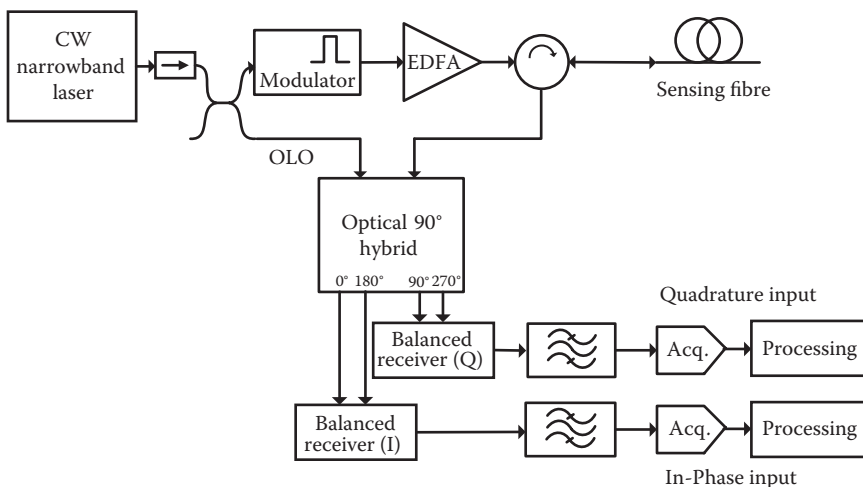 CW
narrowband
laser
Modulator
EDFA
Sensing fibre
OLO
Optical 90°
hybrid
0° 180° 90° 270°
Quadrature input
Balanced
receiver (Q)
Acq.
Processing
Balanced
receiver (I)
Acq.
Processing
In-Phase input